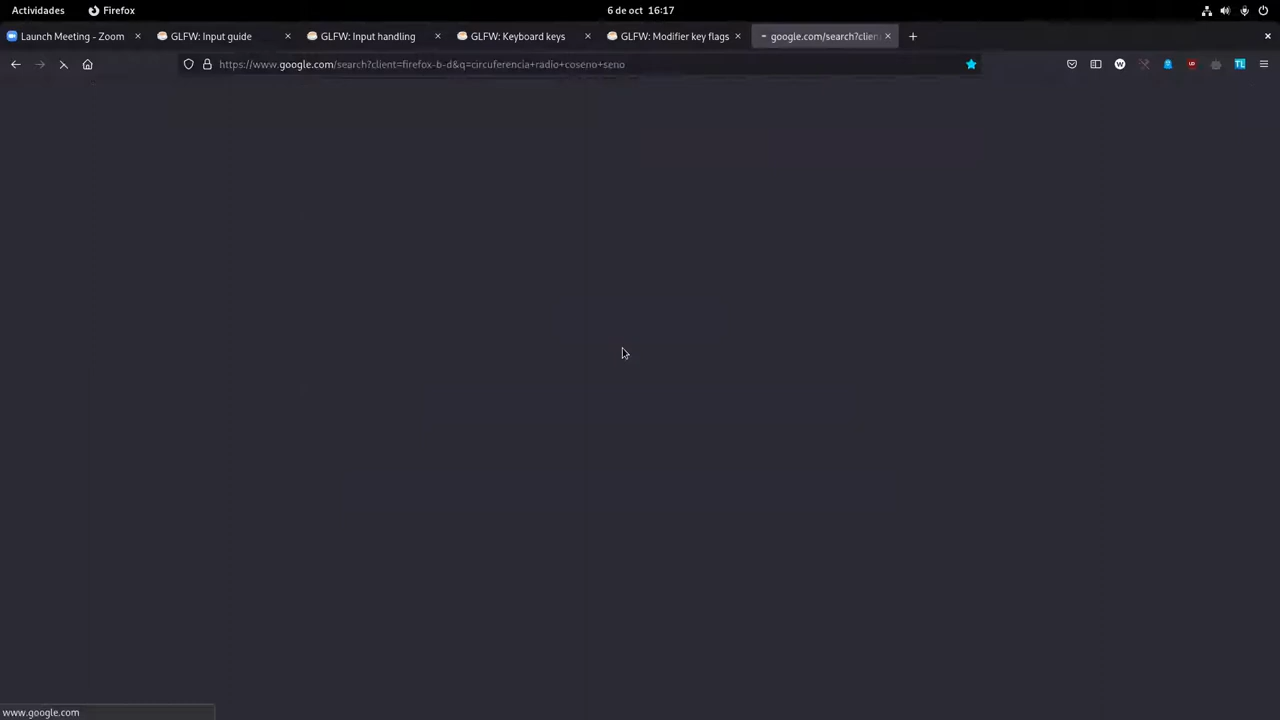 Actividades Firefox 6 de oct 16:17
Launch Meeting - Zoom GLFW: Input guide GLFW: Input handling GLFW: Keyboard keys GLFW: Modifier key flags google.com/search?clien
https://www.google.com/search?client=firefox-b-d&q=circuferencia+radio+coseno+seno
W UD TL
www.google.com